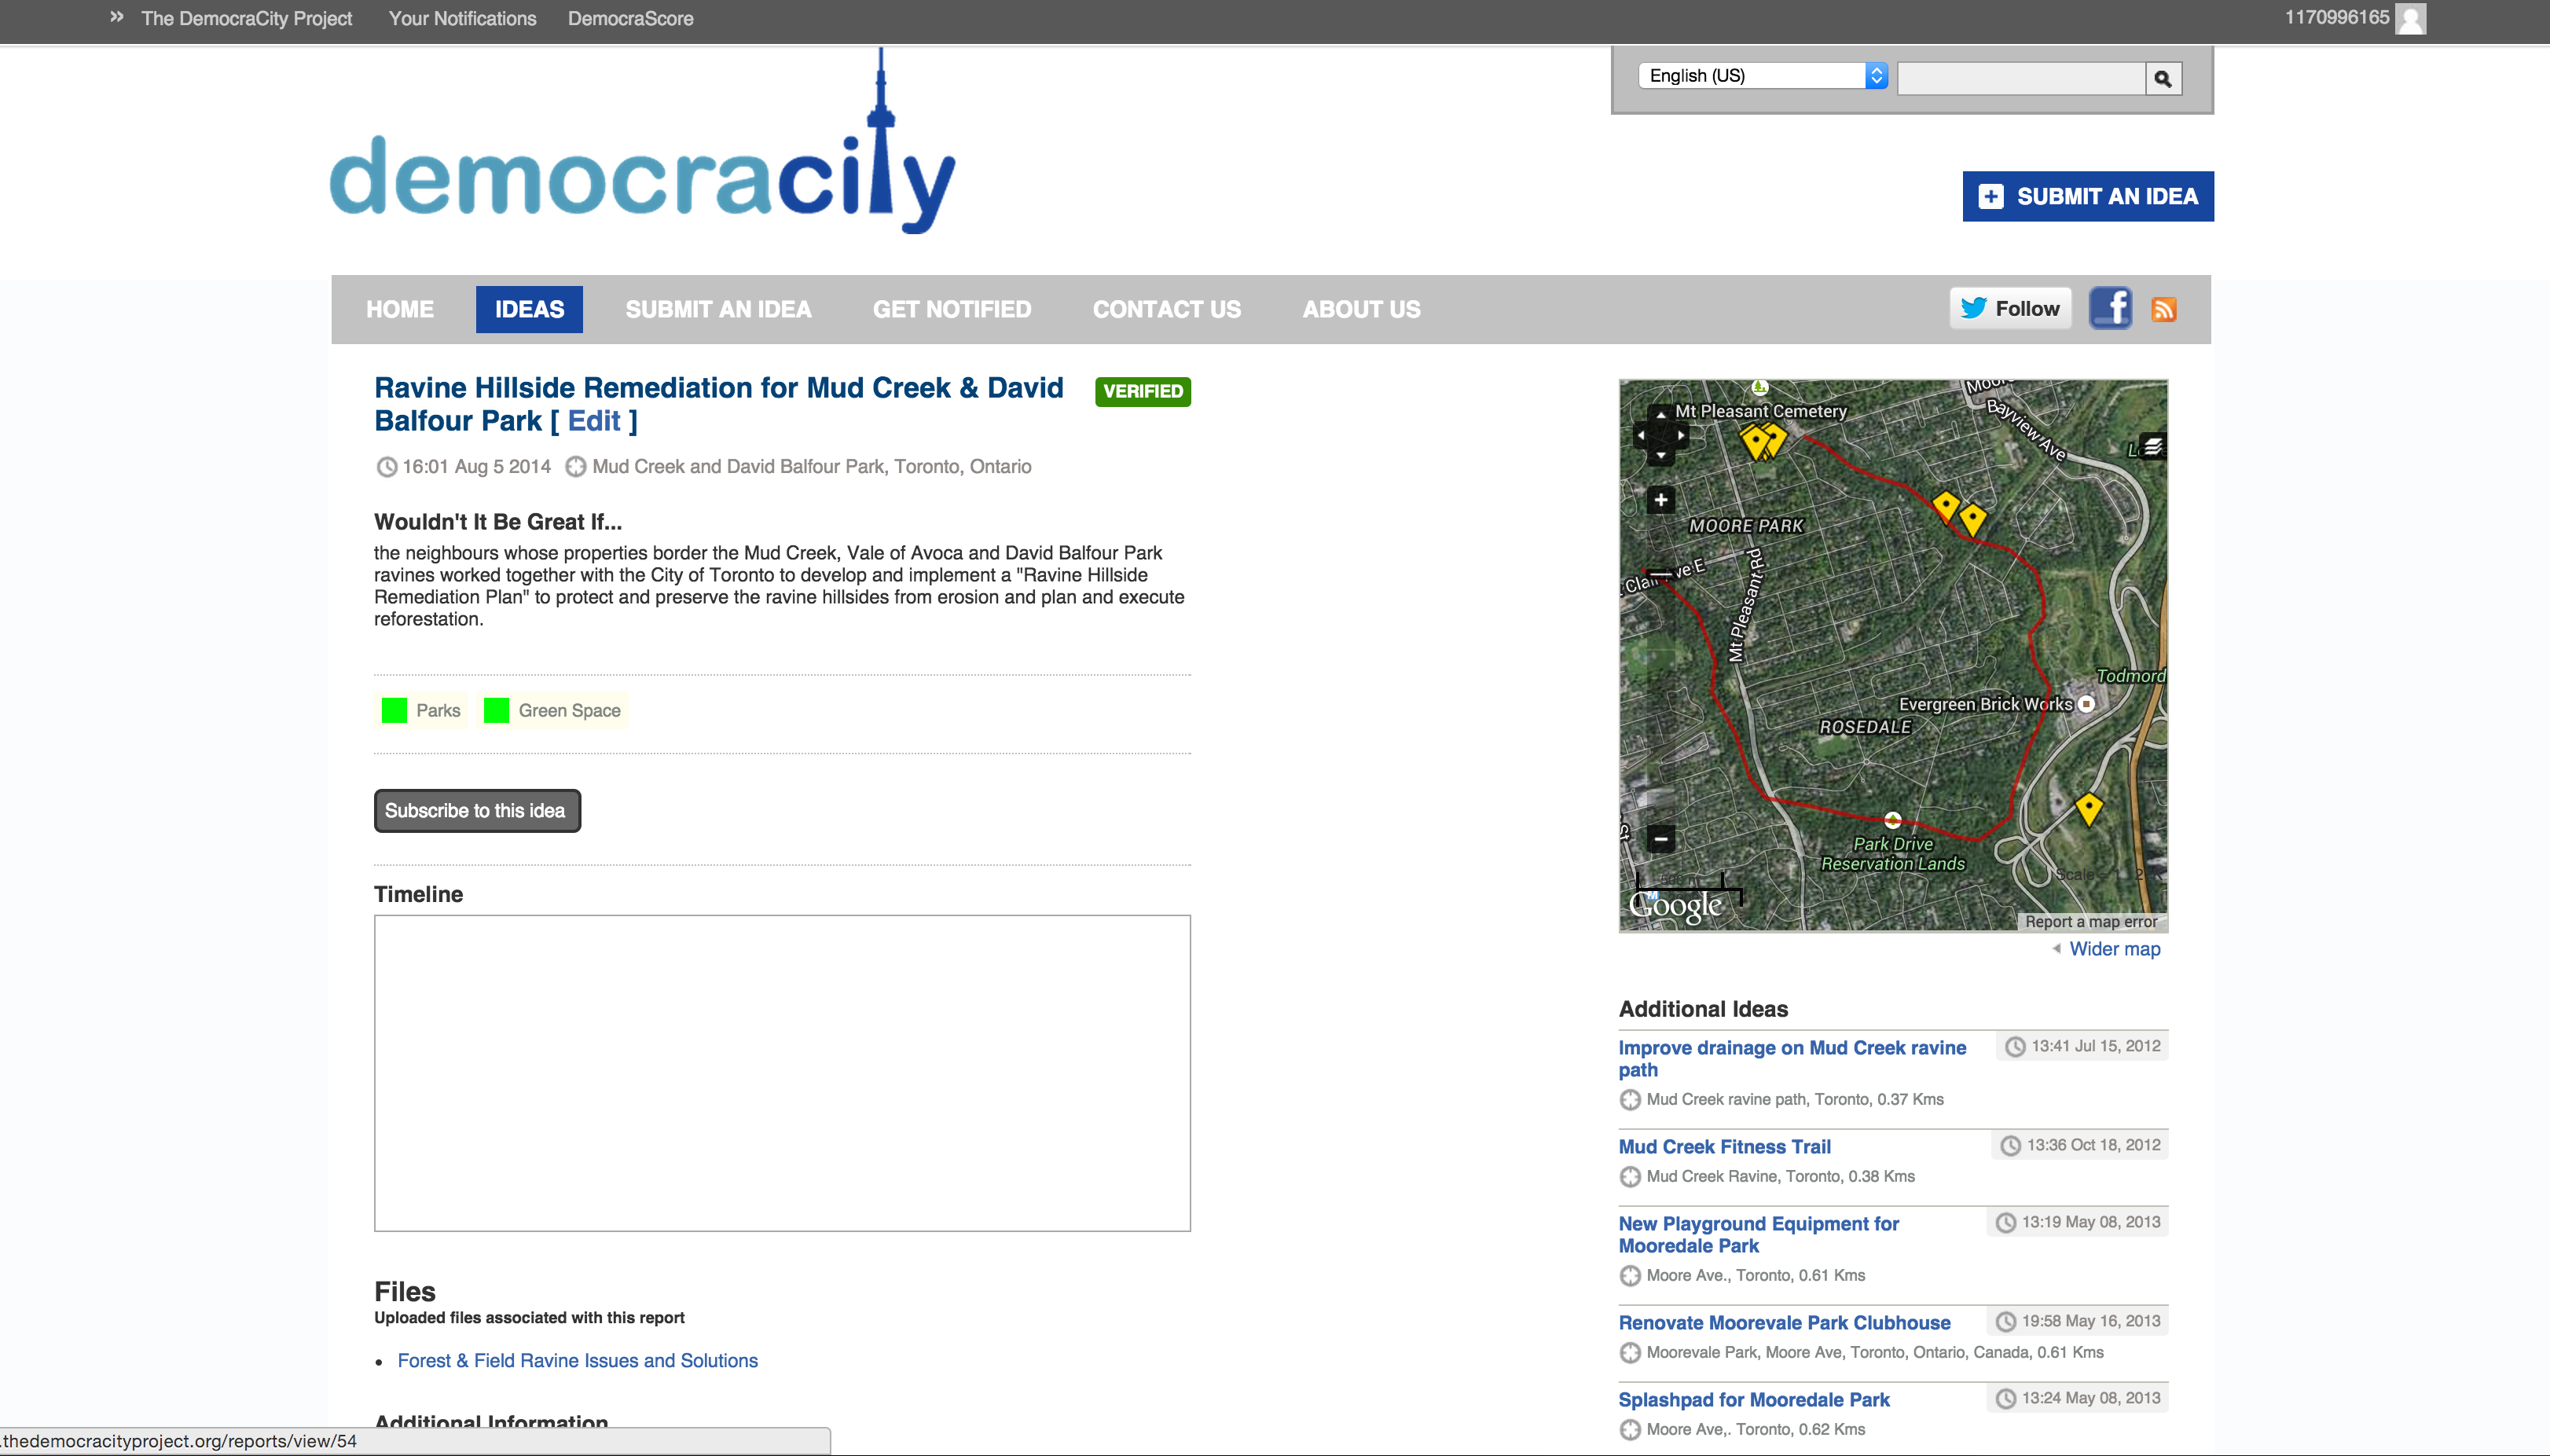 » The DemocraCity Project Your Notifications DemocraScore 1170996165
English (US)
democracity
SUBMIT AN IDEA
HOME IDEAS SUBMIT AN IDEA GET NOTIFIED CONTACT US ABOUT US Follow
Ravine Hillside Remediation for Mud Creek & David
Balfour Park [ Edit ]
VERIFIED
16:01 Aug 5 2014 Mud Creek and David Balfour Park, Toronto, Ontario
Wouldn't It Be Great If...
the neighbours whose properties border the Mud Creek, Vale of Avoca and David Balfour Park
ravines worked together with the City of Toronto to develop and implement a "Ravine Hillside
Remediation Plan" to protect and preserve the ravine hillsides from erosion and plan and execute
reforestation.
Parks Green Space
Subscribe to this idea
Timeline
Files
Uploaded files associated with this report
• Forest & Field Ravine Issues and Solutions
Additional Information
.thedemocracityproject.org/reports/view/54
Mt Pleasant Cemetery
Bayview Ave
MOORE PARK
Mt Pleasant Rd
Todmord
Evergreen Brick Works
ROSEDALE
Park Drive
Reservation Lands
Google
Report a map error
Wider map
Additional Ideas
Improve drainage on Mud Creek ravine
path
13:41 Jul 15, 2012
Mud Creek ravine path, Toronto, 0.37 Kms
Mud Creek Fitness Trail
13:36 Oct 18, 2012
Mud Creek Ravine, Toronto, 0.38 Kms
New Playground Equipment for
Mooredale Park
13:19 May 08, 2013
Moore Ave., Toronto, 0.61 Kms
Renovate Moorevale Park Clubhouse
19:58 May 16, 2013
Moorevale Park, Moore Ave, Toronto, Ontario, Canada, 0.61 Kms
Splashpad for Mooredale Park
13:24 May 08, 2013
Moore Ave,. Toronto, 0.62 Kms